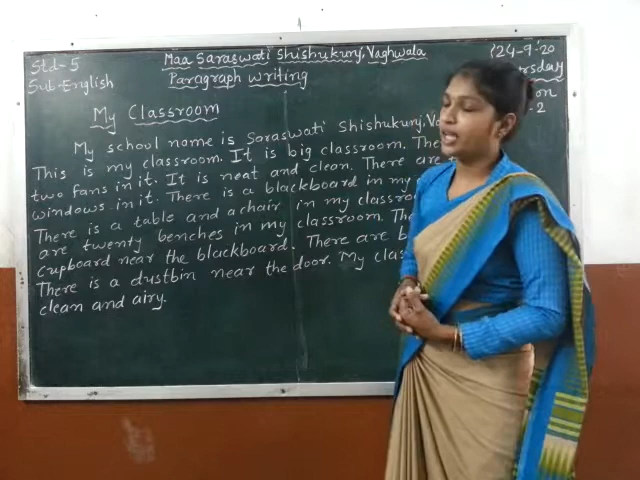 Std-5
Maa Saraswati Shishukunj, Vaghwala
24-9-'20
Sub-English
Paragraph writing
My Classroom
My school name is Saraswati Shishukunj,
This is my classroom. It is big classroom.
two fans in it. It is neat and clean. There are
windows in it. There is a blackboard in my
There is a table and a chair in my
are twenty benches in my classroom.
cupboard near the blackboard. There are
There is a dustbin near the door. My
clean and airy.